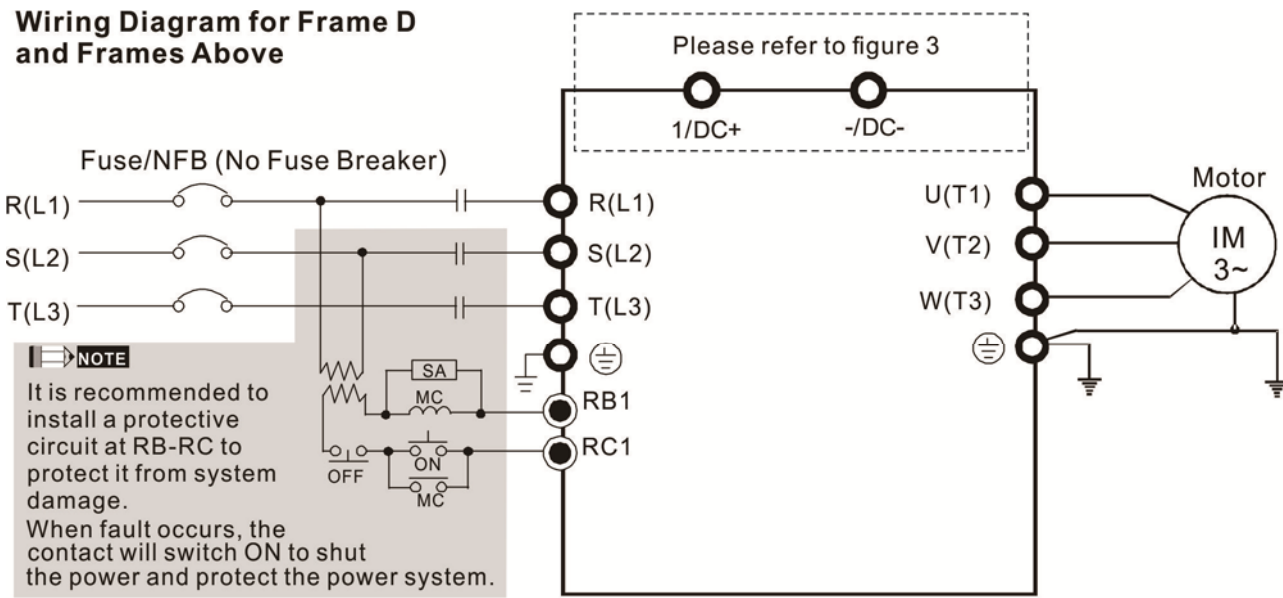 Wiring Diagram for Frame D
and Frames Above
Please refer to figure 3
1/DC+
-/DC-
Fuse/NFB (No Fuse Breaker)
R(L1)
S(L2)
T(L3)
R(L1)
S(L2)
T(L3)
U(T1)
V(T2)
W(T3)
Motor
IM
3~
NOTE
It is recommended to
install a protective
circuit at RB-RC to
protect it from system
damage.
When fault occurs, the
contact will switch ON to shut
the power and protect the power system.
SA
MC
RB1
OFF
ON
MC
RC1